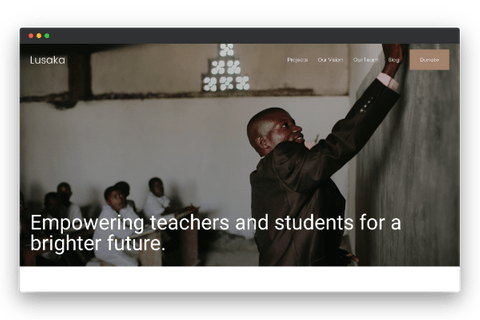 Lusaka
Projects Our Vision Our Team Blog Donate
Empowering teachers and students for a
brighter future.